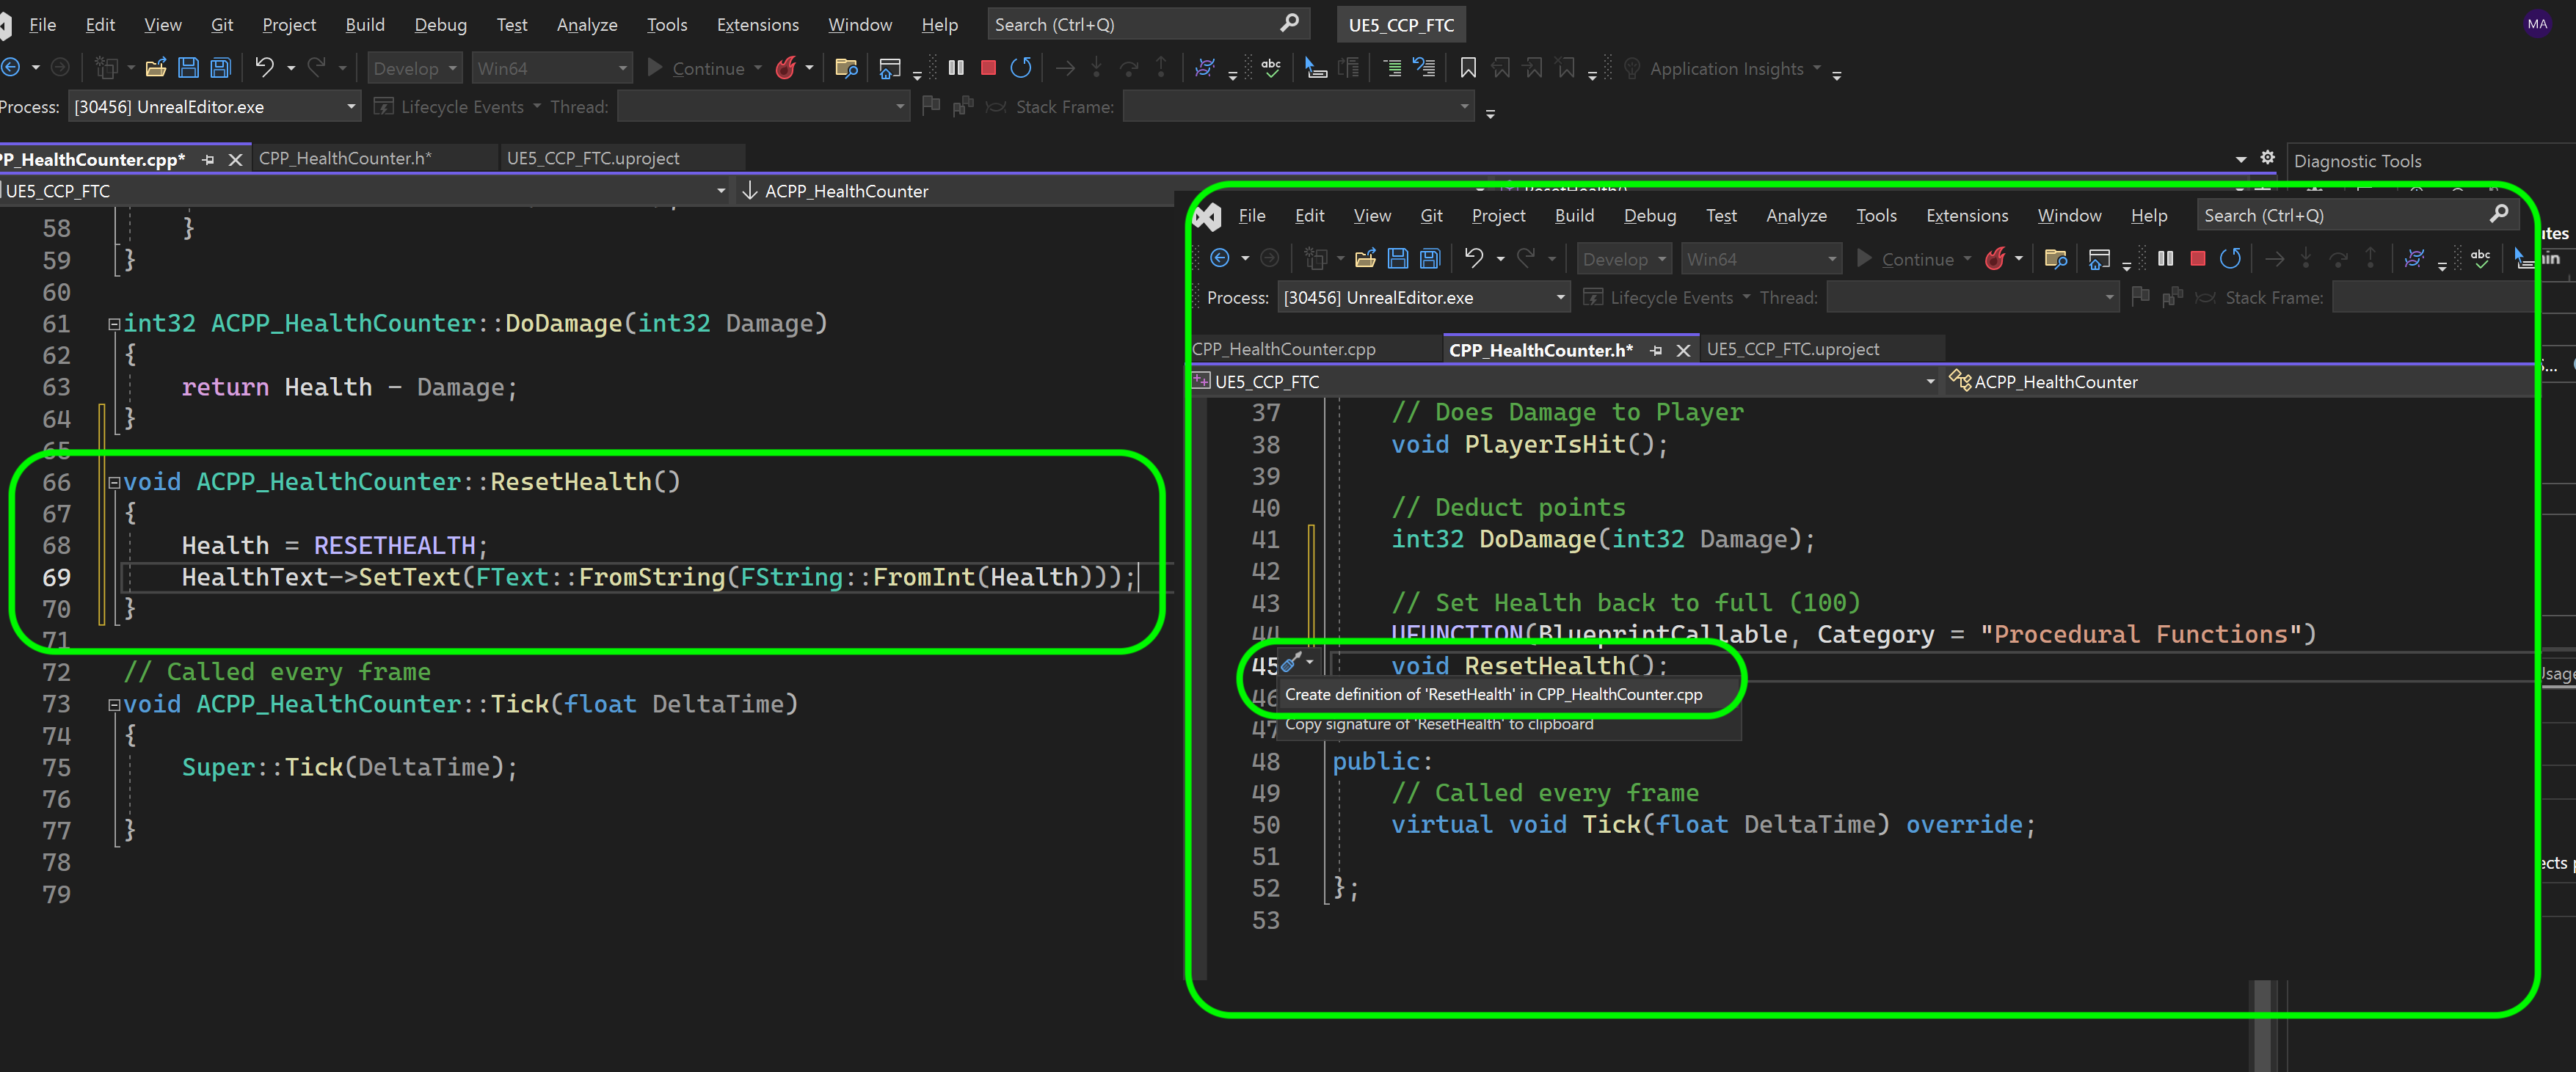 File Edit View Git Project Build Debug Test Analyze Tools Extensions Window Help Search (Ctrl+Q) UE5_CCP_FTC MA
Develop Win64 Continue abc Application Insights
Process: [30456] UnrealEditor.exe Lifecycle Events Thread: Stack Frame:
PP_HealthCounter.cpp* CPP_HealthCounter.h* UE5_CCP_FTC.uproject Diagnostic Tools
UE5_CCP_FTC ACPP_HealthCounter ResetHealth()
58 }
59 }
60
61 int32 ACPP_HealthCounter::DoDamage(int32 Damage)
62 {
63 return Health - Damage;
64 }
65
66 void ACPP_HealthCounter::ResetHealth()
67 {
68 Health = RESETHEALTH;
69 HealthText->SetText(FText::FromString(FString::FromInt(Health)));
70 }
71
72 // Called every frame
73 void ACPP_HealthCounter::Tick(float DeltaTime)
74 {
75 Super::Tick(DeltaTime);
76
77 }
78
79
File Edit View Git Project Build Debug Test Analyze Tools Extensions Window Help Search (Ctrl+Q)
Develop Win64 Continue abc
Process: [30456] UnrealEditor.exe Lifecycle Events Thread: Stack Frame:
CPP_HealthCounter.cpp CPP_HealthCounter.h* UE5_CCP_FTC.uproject
UE5_CCP_FTC ACPP_HealthCounter
37 // Does Damage to Player
38 void PlayerIsHit();
39
40 // Deduct points
41 int32 DoDamage(int32 Damage);
42
43 // Set Health back to full (100)
44 UFUNCTION(BlueprintCallable, Category = "Procedural Functions")
45 void ResetHealth();
46 Create definition of 'ResetHealth' in CPP_HealthCounter.cpp
47 Copy signature of 'ResetHealth' to clipboard
48 public:
49 // Called every frame
50 virtual void Tick(float DeltaTime) override;
51
52 };
53